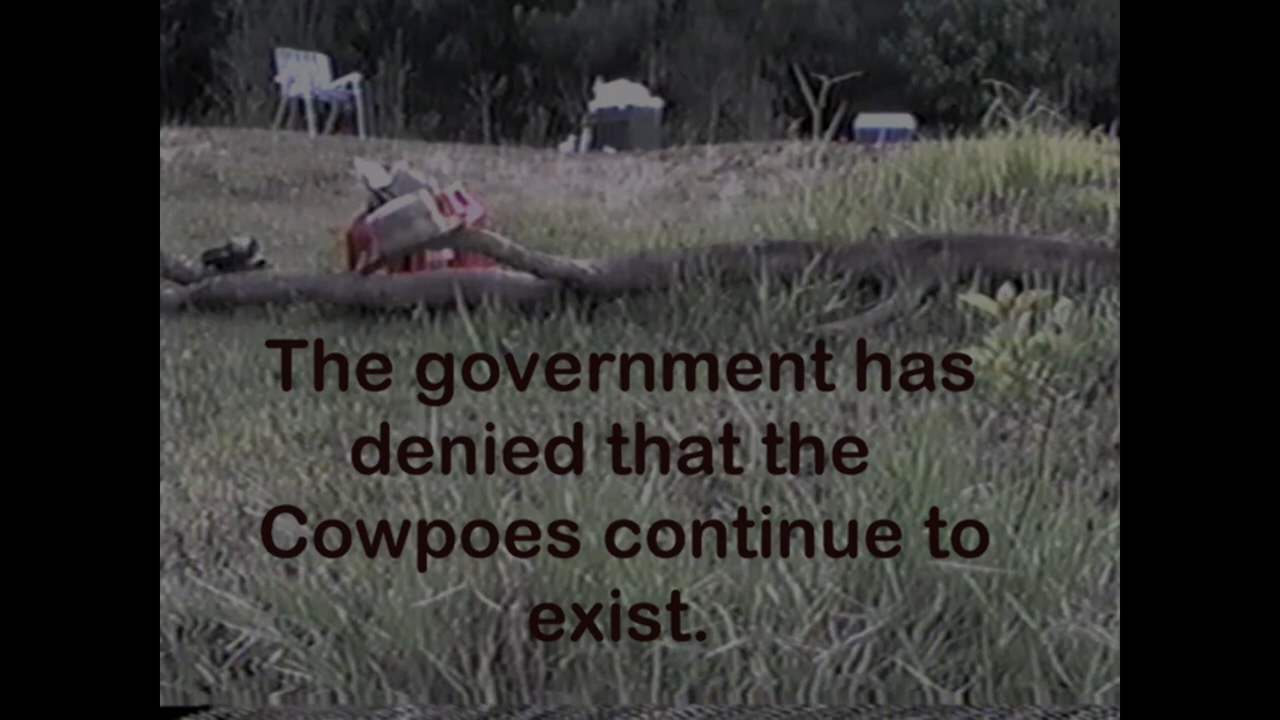 The government has
denied that the
Cowpoes continue to
exist.